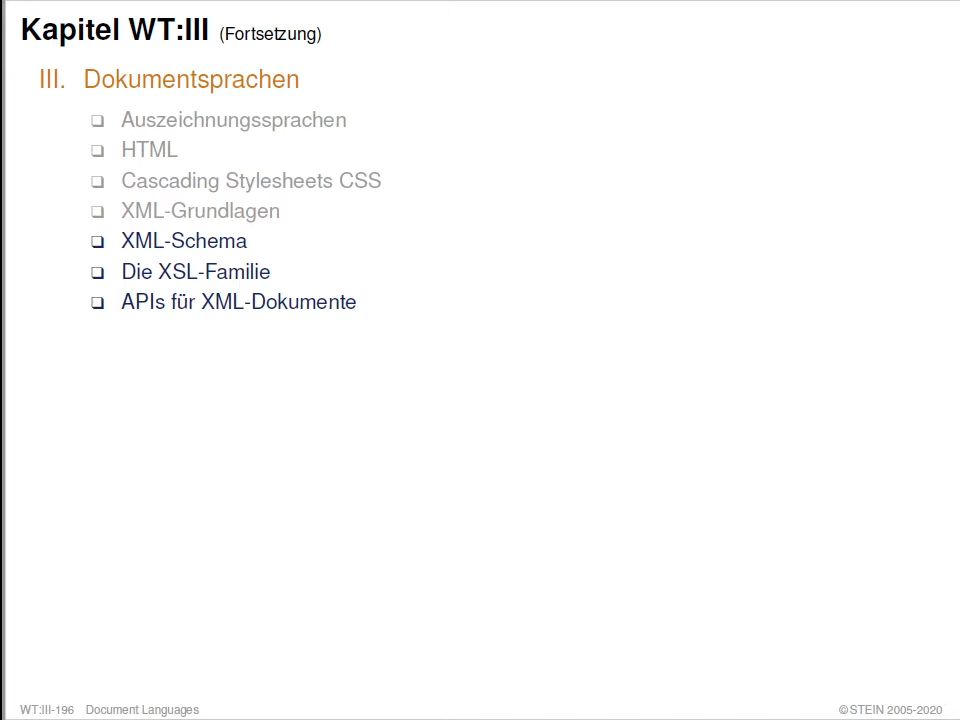 Kapitel WT:III (Fortsetzung)
III. Dokumentsprachen
❑ Auszeichnungssprachen
❑ HTML
❑ Cascading Stylesheets CSS
❑ XML-Grundlagen
❑ XML-Schema
❑ Die XSL-Familie
❑ APIs für XML-Dokumente
WT:III-196 Document Languages ©STEIN 2005-2020